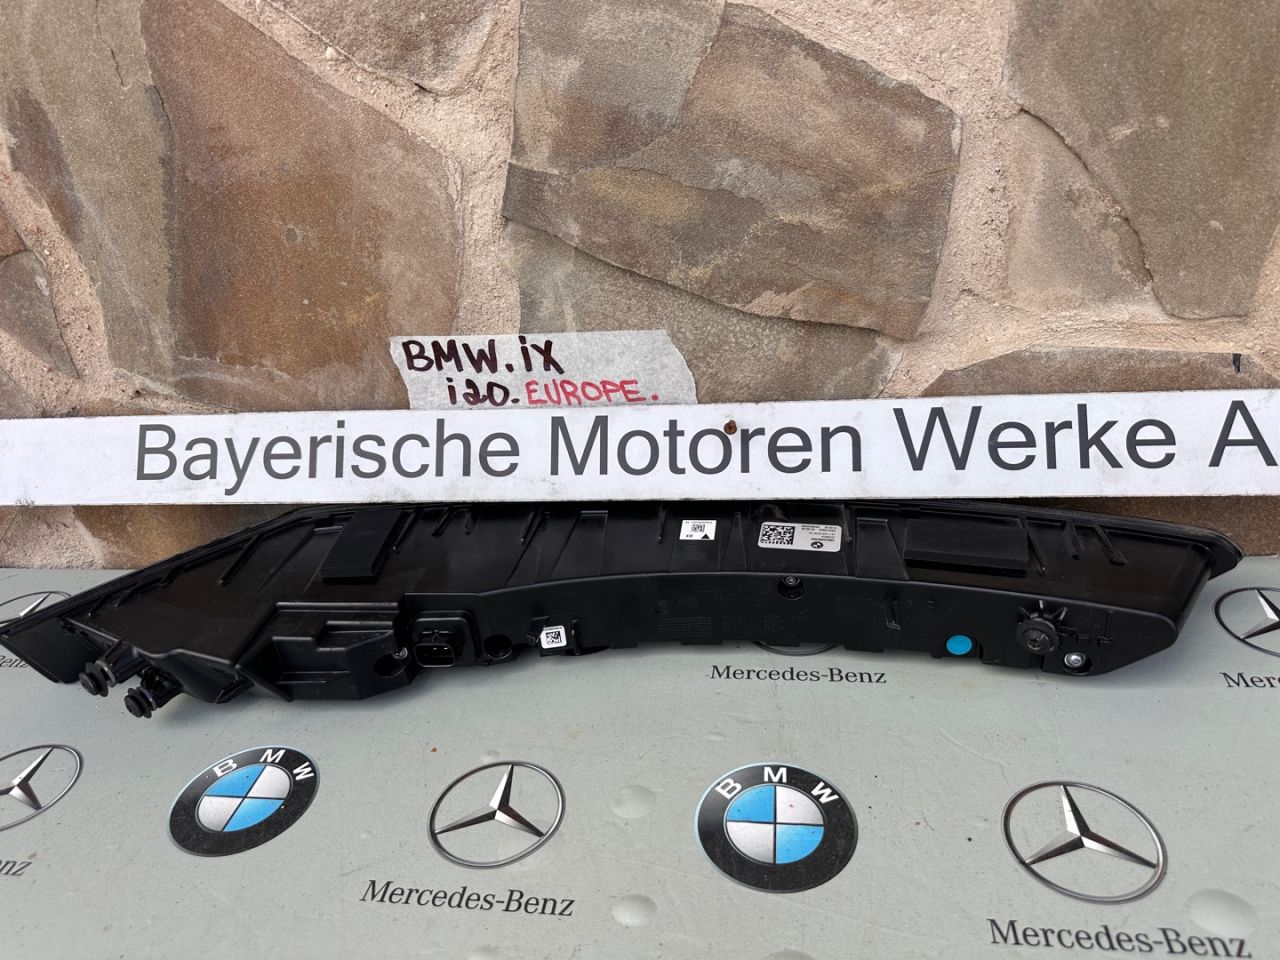 BMW.iX
i20.EUROPE.
Bayerische Motoren Werke A
Mercedes-Benz
BMW
BMW
Mercedes-Benz
Mercedes-Benz